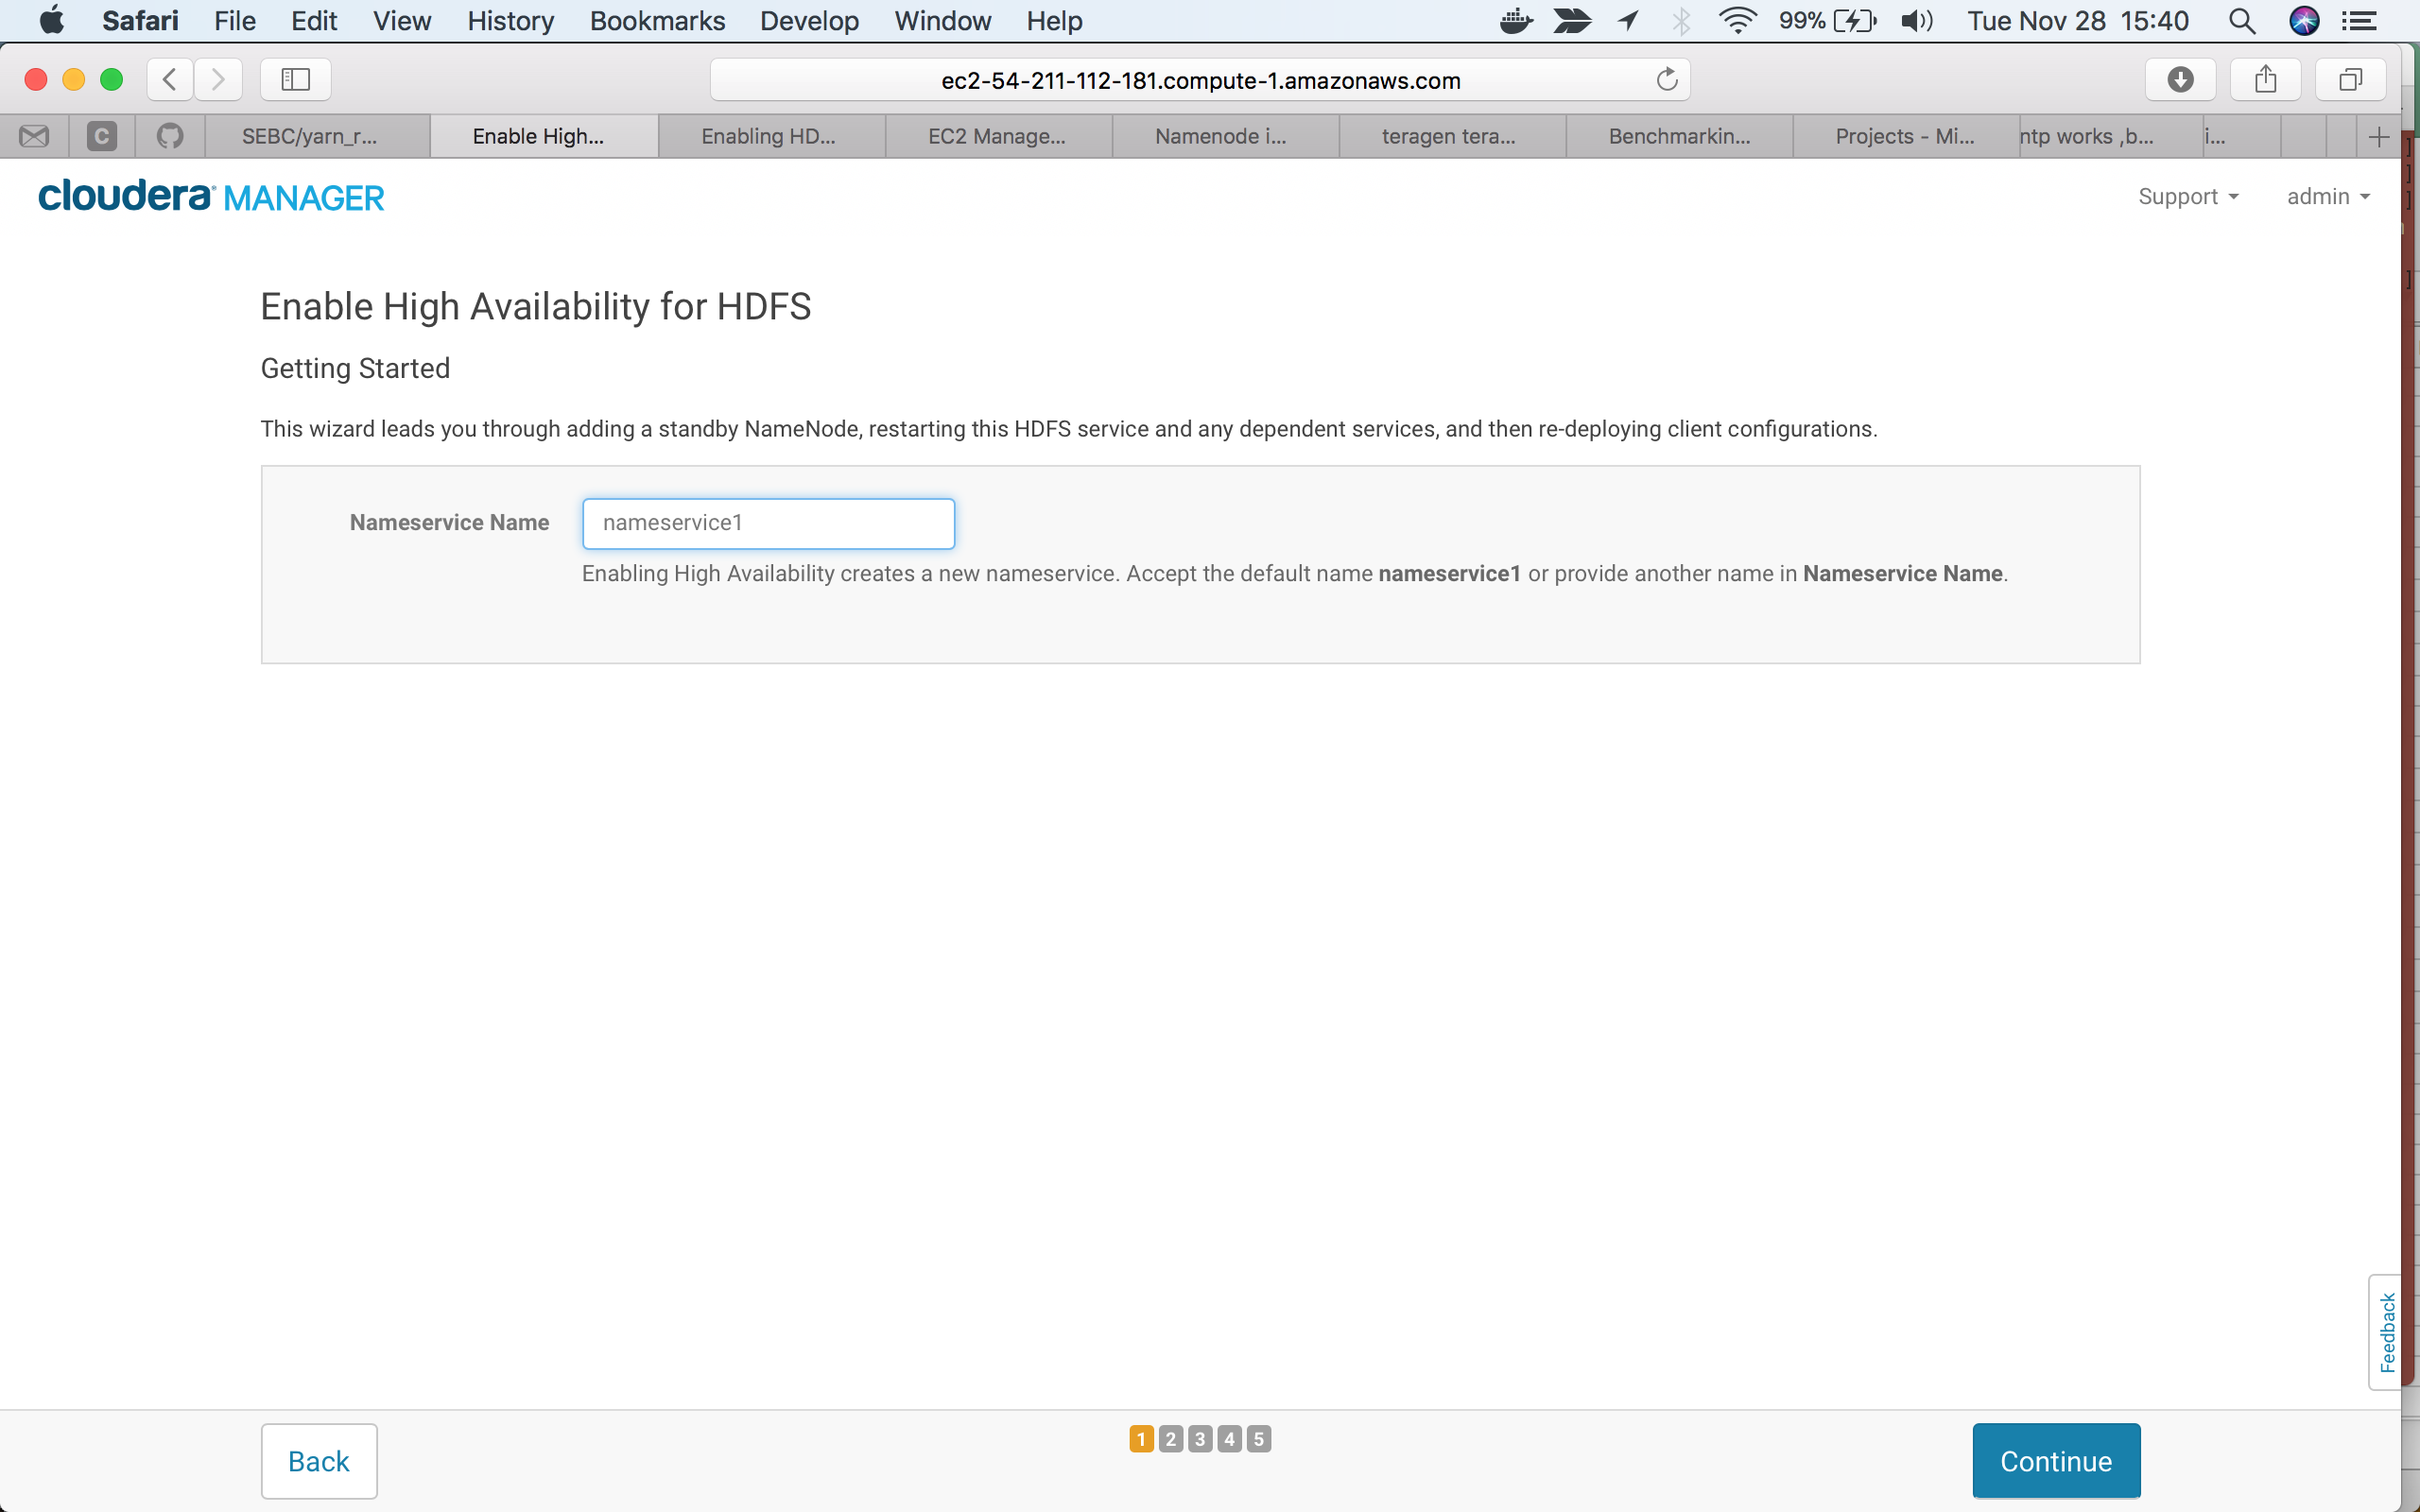 Safari File Edit View History Bookmarks Develop Window Help 99% Tue Nov 28 15:40
ec2-54-211-112-181.compute-1.amazonaws.com
C SEBC/yarn_r... Enable High... Enabling HD... EC2 Manage... Namenode i... teragen tera... Benchmarkin... Projects - Mi... ntp works ,b... i...
cloudera MANAGER Support admin
Enable High Availability for HDFS
Getting Started
This wizard leads you through adding a standby NameNode, restarting this HDFS service and any dependent services, and then re-deploying client configurations.
Nameservice Name nameservice1
Enabling High Availability creates a new nameservice. Accept the default name nameservice1 or provide another name in Nameservice Name.
Feedback
Back 1 2 3 4 5 Continue